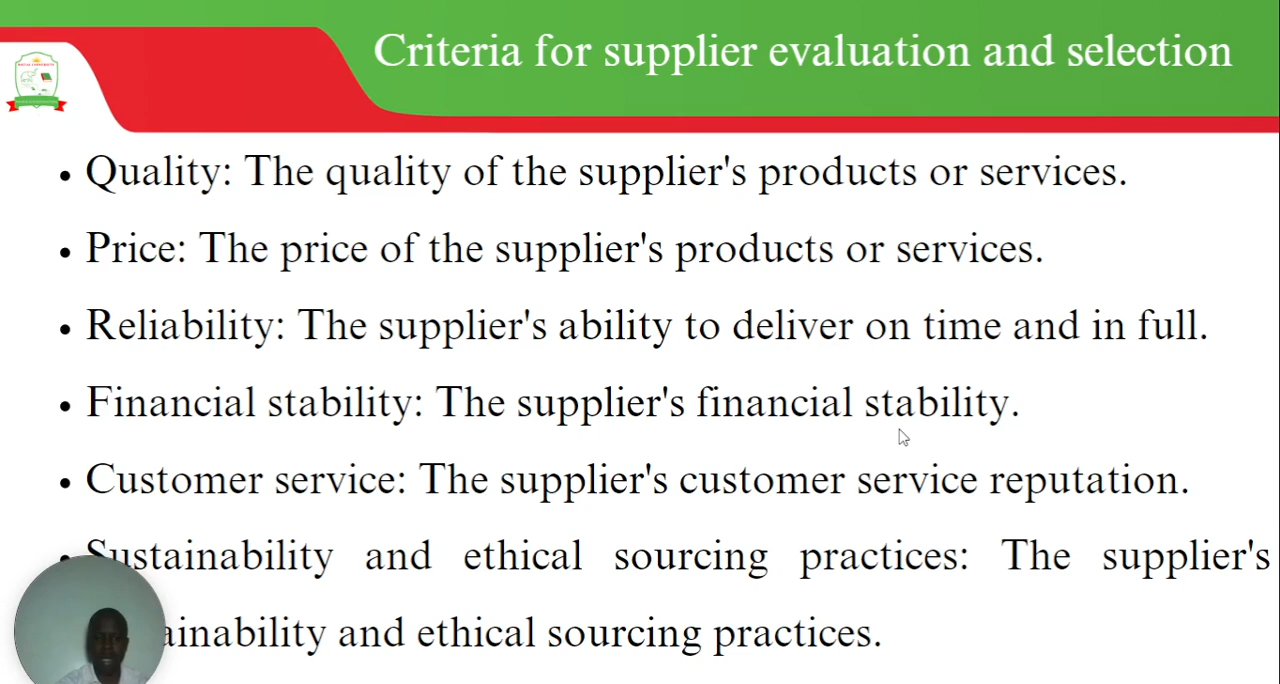 Criteria for supplier evaluation and selection
• Quality: The quality of the supplier's products or services.
• Price: The price of the supplier's products or services.
• Reliability: The supplier's ability to deliver on time and in full.
• Financial stability: The supplier's financial stability.
• Customer service: The supplier's customer service reputation.
• Sustainability and ethical sourcing practices: The supplier's
ainability and ethical sourcing practices.